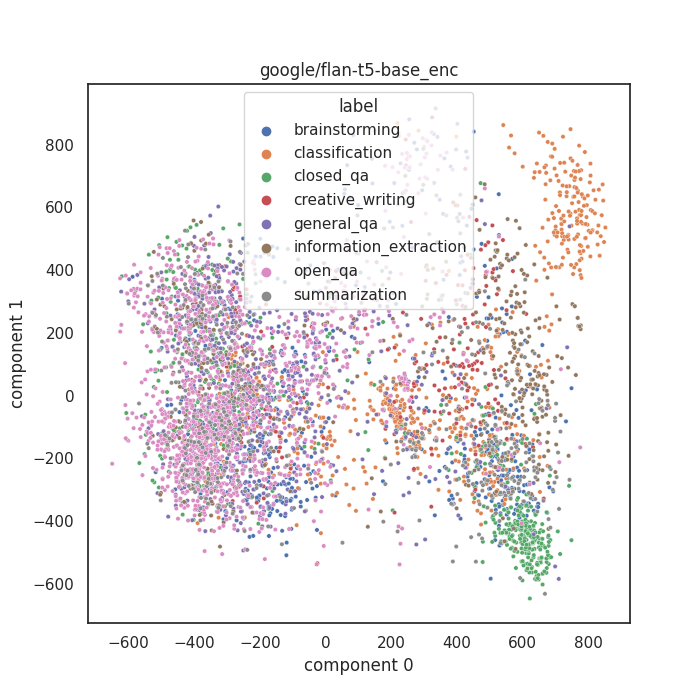 google/flan-t5-base_enc
label
brainstorming
classification
closed_qa
creative_writing
general_qa
information_extraction
open_qa
summarization
component 1
800
600
400
200
0
−200
−400
−600
−600 −400 −200 0 200 400 600 800
component 0